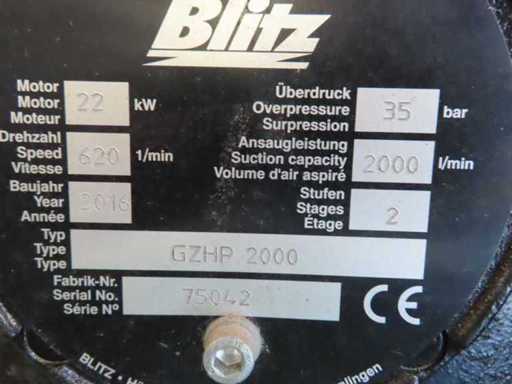 Blitz
Motor
Motor
Moteur
22 kW
Überdruck
Overpressure
Surpression
35 bar
Drehzahl
Speed
Vitesse
620 1/min
Ansaugleistung
Suction capacity
Volume d'air aspiré
2000 l/min
Baujahr
Year
Année
2016
Stufen
Stages
Étage
2
Typ
Type
Type
GZHP 2000
Fabrik-Nr.
Serial No.
Série Nº
75042
CE
BLITZ